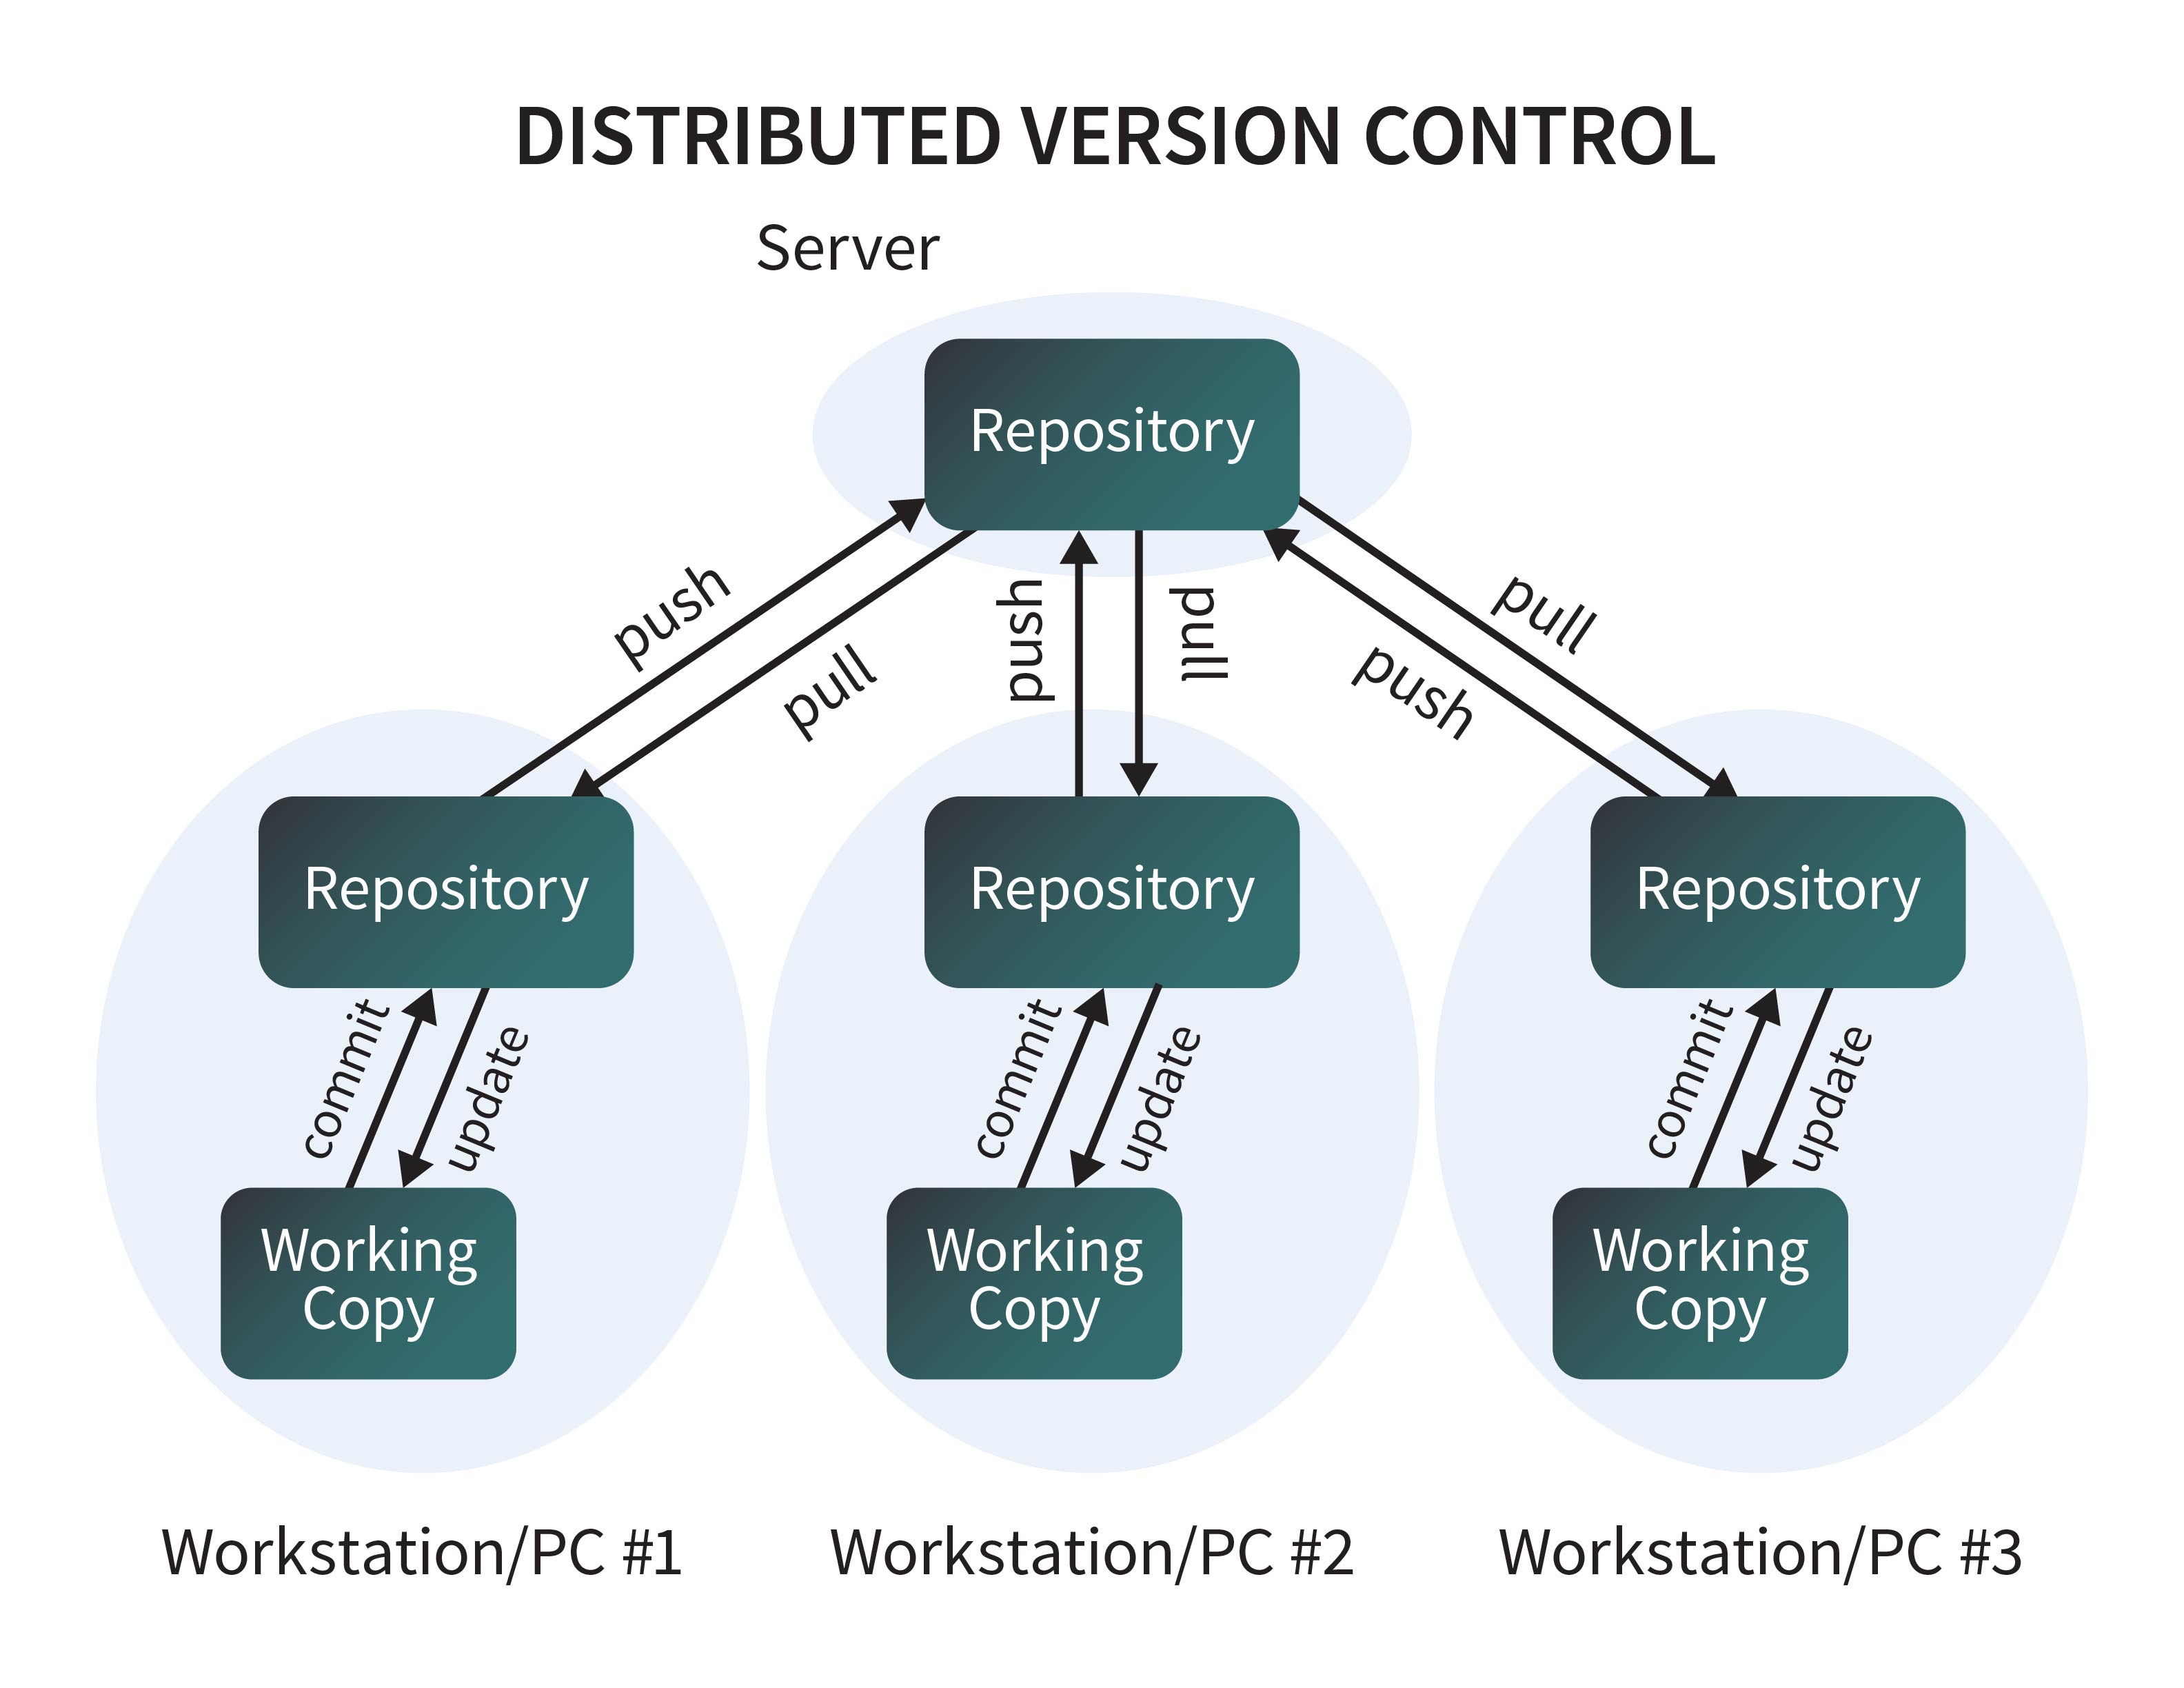 DISTRIBUTED VERSION CONTROL
Server
Repository
push
pull
push
pull
push
pull
Repository
Repository
Repository
commit
update
commit
update
commit
update
Working
Copy
Working
Copy
Working
Copy
Workstation/PC #1
Workstation/PC #2
Workstation/PC #3